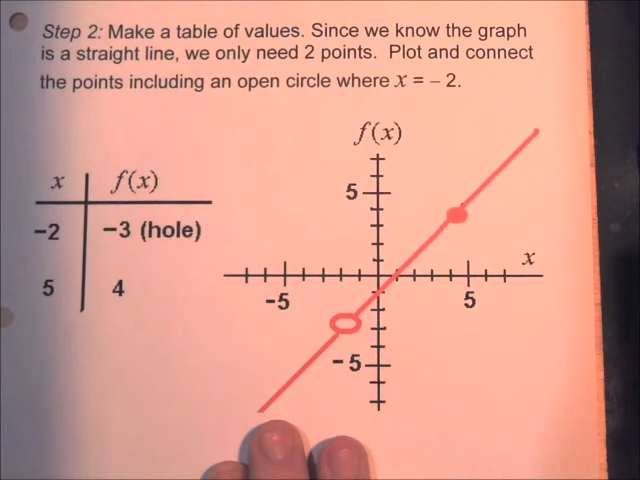 Step 2: Make a table of values. Since we know the graph
is a straight line, we only need 2 points. Plot and connect
the points including an open circle where x = – 2.
f(x)
x f(x)
5
-2 -3 (hole)
x
-5 5
5 4
-5